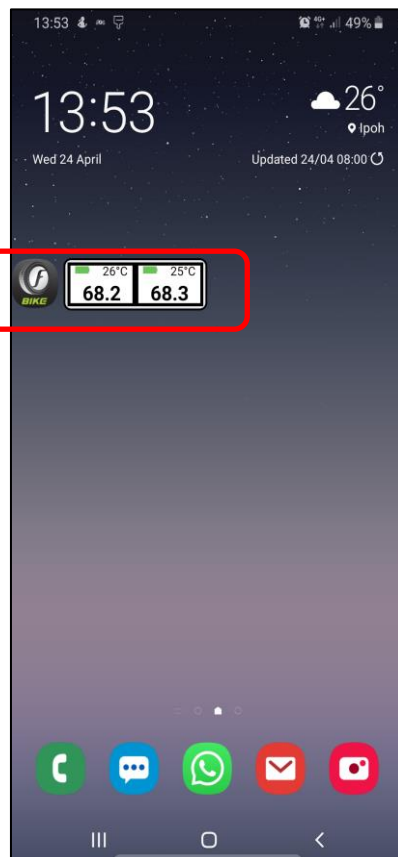 13:53
49%
13:53
26°
Ipoh
Wed 24 April
Updated 24/04 08:00
BIKE
26°C 25°C
68.2 68.3